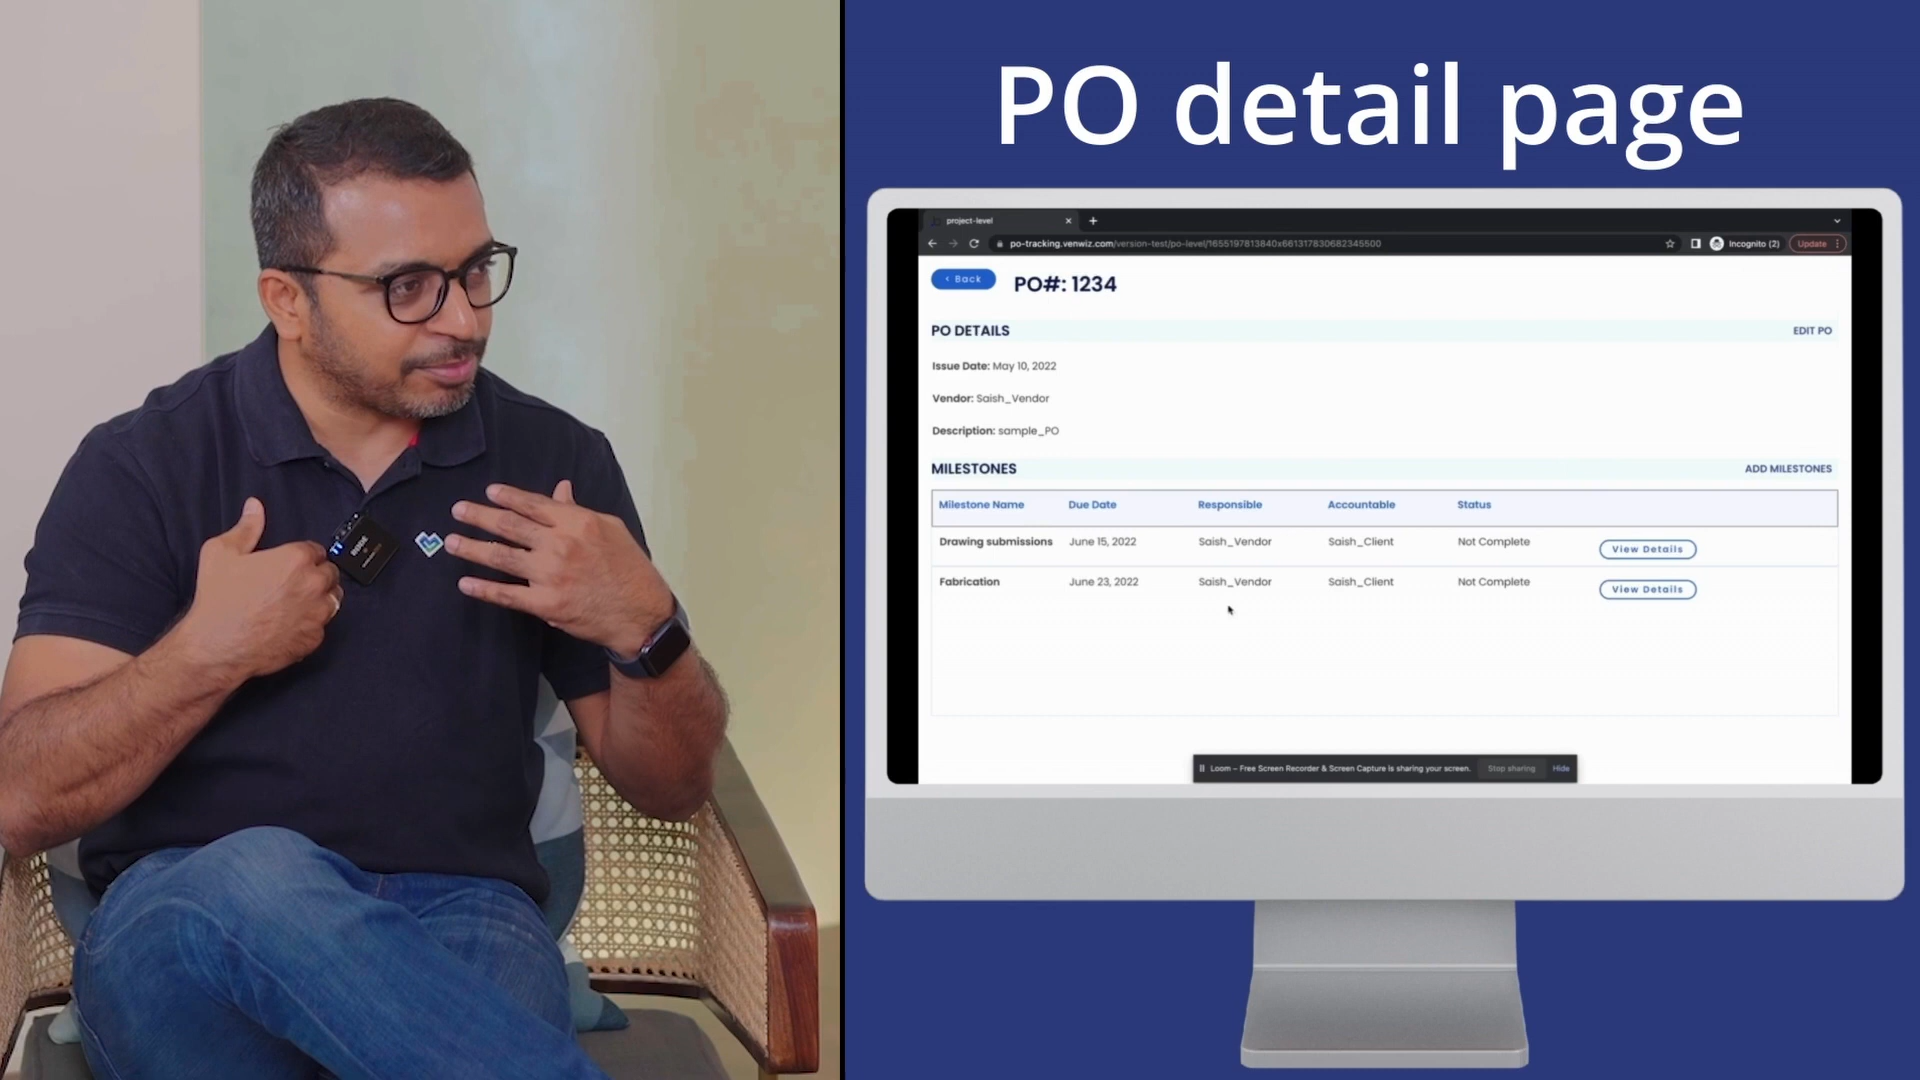 PO detail page
project-level
po-tracking.venwiz.com/version-test/po-level/1655197813840x661317830682345500
Incognito (2)
Update
‹ Back
PO#: 1234
PO DETAILS
EDIT PO
Issue Date: May 10, 2022
Vendor: Saish_Vendor
Description: sample_PO
MILESTONES
ADD MILESTONES
Milestone Name Due Date Responsible Accountable Status
Drawing submissions June 15, 2022 Saish_Vendor Saish_Client Not Complete View Details
Fabrication June 23, 2022 Saish_Vendor Saish_Client Not Complete View Details
Loom – Free Screen Recorder & Screen Capture is sharing your screen. Stop sharing Hide
RODE